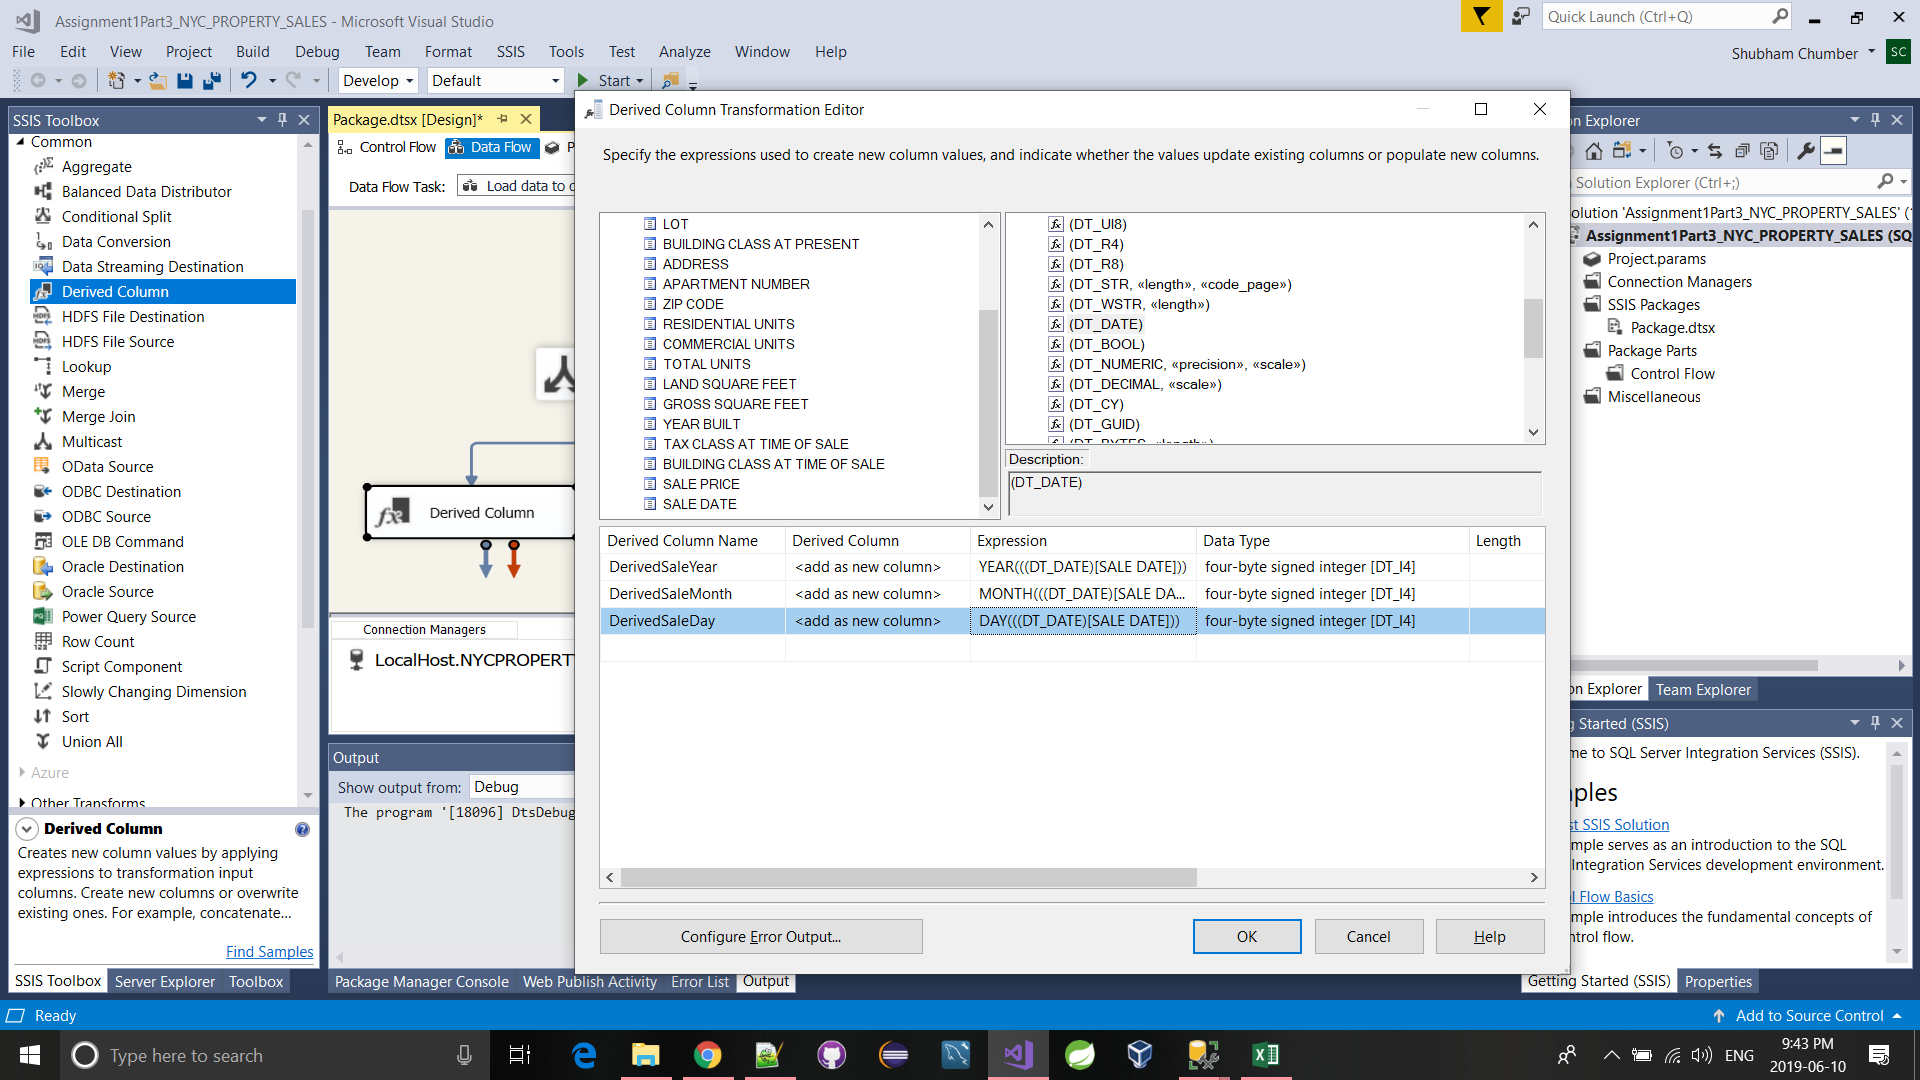 Assignment1Part3_NYC_PROPERTY_SALES - Microsoft Visual Studio
Quick Launch (Ctrl+Q)
File Edit View Project Build Debug Team Format SSIS Tools Test Analyze Window Help
Shubham Chumber SC
Develop Default Start
SSIS Toolbox
Common
Aggregate
Balanced Data Distributor
Conditional Split
Data Conversion
Data Streaming Destination
Derived Column
HDFS File Destination
HDFS File Source
Lookup
Merge
Merge Join
Multicast
OData Source
ODBC Destination
ODBC Source
OLE DB Command
Oracle Destination
Oracle Source
Power Query Source
Row Count
Script Component
Slowly Changing Dimension
Sort
Union All
Azure
Other Transforms
Derived Column
Creates new column values by applying
expressions to transformation input
columns. Create new columns or overwrite
existing ones. For example, concatenate...
Find Samples
SSIS Toolbox Server Explorer Toolbox
Package.dtsx [Design]*
Control Flow Data Flow P
Data Flow Task: Load data to d
Derived Column
Connection Managers
LocalHost.NYCPROPERT
Output
Show output from: Debug
The program '[18096] DtsDebug
Package Manager Console Web Publish Activity Error List Output
Derived Column Transformation Editor
Specify the expressions used to create new column values, and indicate whether the values update existing columns or populate new columns.
LOT
BUILDING CLASS AT PRESENT
ADDRESS
APARTMENT NUMBER
ZIP CODE
RESIDENTIAL UNITS
COMMERCIAL UNITS
TOTAL UNITS
LAND SQUARE FEET
GROSS SQUARE FEET
YEAR BUILT
TAX CLASS AT TIME OF SALE
BUILDING CLASS AT TIME OF SALE
SALE PRICE
SALE DATE
(DT_UI8)
(DT_R4)
(DT_R8)
(DT_STR, «length», «code_page»)
(DT_WSTR, «length»)
(DT_DATE)
(DT_BOOL)
(DT_NUMERIC, «precision», «scale»)
(DT_DECIMAL, «scale»)
(DT_CY)
(DT_GUID)
(DT_BYTES, «length»)
Description:
(DT_DATE)
Derived Column Name Derived Column Expression Data Type Length
DerivedSaleYear <add as new column> YEAR(((DT_DATE)[SALE DATE])) four-byte signed integer [DT_I4]
DerivedSaleMonth <add as new column> MONTH(((DT_DATE)[SALE DA... four-byte signed integer [DT_I4]
DerivedSaleDay <add as new column> DAY(((DT_DATE)[SALE DATE])) four-byte signed integer [DT_I4]
Configure Error Output... OK Cancel Help
on Explorer
Solution Explorer (Ctrl+;)
olution 'Assignment1Part3_NYC_PROPERTY_SALES' (
Assignment1Part3_NYC_PROPERTY_SALES (SQ
Project.params
Connection Managers
SSIS Packages
Package.dtsx
Package Parts
Control Flow
Miscellaneous
on Explorer Team Explorer
g Started (SSIS)
me to SQL Server Integration Services (SSIS).
ples
st SSIS Solution
mple serves as an introduction to the SQL
Integration Services development environment.
l Flow Basics
mple introduces the fundamental concepts of
ntrol flow.
Getting Started (SSIS) Properties
Ready
Add to Source Control
Type here to search
ENG
9:43 PM
2019-06-10